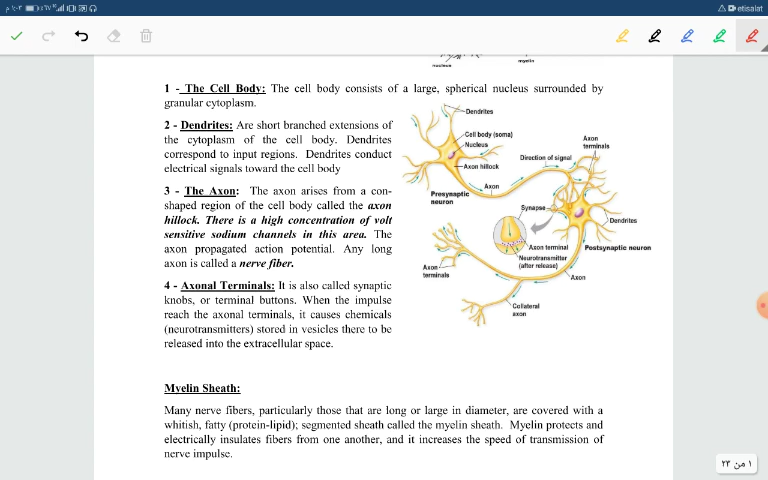 etisalat
nucleus
myelin
1 - The Cell Body: The cell body consists of a large, spherical nucleus surrounded by
granular cytoplasm.
2 - Dendrites: Are short branched extensions of
the cytoplasm of the cell body. Dendrites
correspond to input regions. Dendrites conduct
electrical signals toward the cell body
3 - The Axon: The axon arises from a con-
shaped region of the cell body called the axon
hillock. There is a high concentration of volt
sensitive sodium channels in this area. The
axon propagated action potential. Any long
axon is called a nerve fiber.
4 - Axonal Terminals: It is also called synaptic
knobs, or terminal buttons. When the impulse
reach the axonal terminals, it causes chemicals
(neurotransmitters) stored in vesicles there to be
released into the extracellular space.
Dendrites
Cell body (soma)
Nucleus
Axon hillock
Axon
Presynaptic
neuron
Direction of signal
Axon
terminals
Synapse
Dendrites
Axon terminal
Postsynaptic neuron
Neurotransmitter
(after release)
Axon
Axon
terminals
Collateral
axon
Myelin Sheath:
Many nerve fibers, particularly those that are long or large in diameter, are covered with a
whitish, fatty (protein-lipid); segmented sheath called the myelin sheath. Myelin protects and
electrically insulates fibers from one another, and it increases the speed of transmission of
nerve impulse.
١ من ٢٤